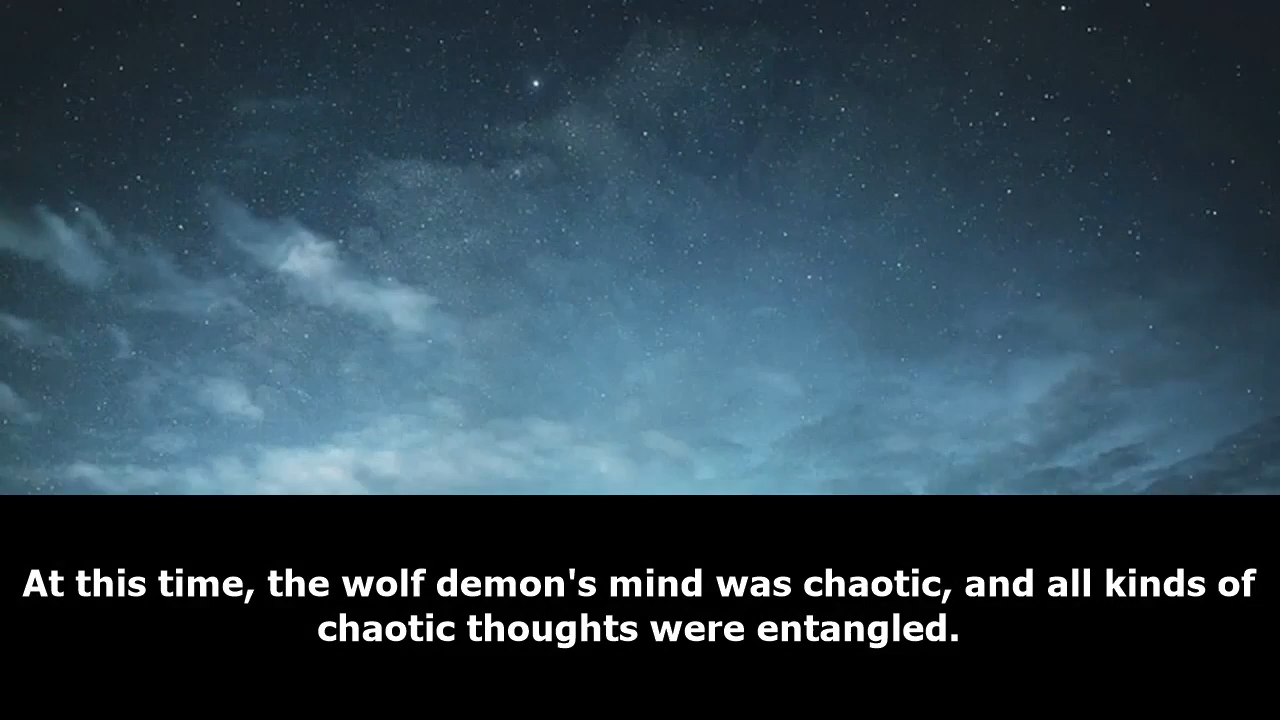 At this time, the wolf demon's mind was chaotic, and all kinds of
chaotic thoughts were entangled.